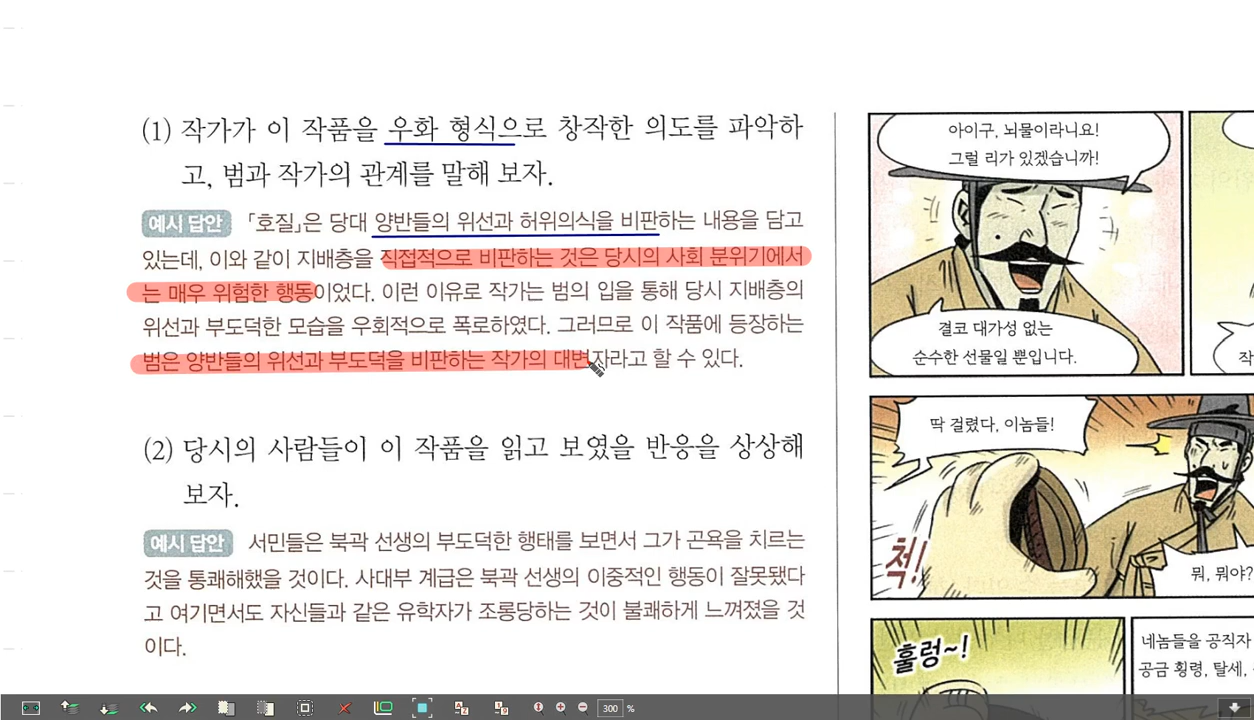 (1) 작가가 이 작품을 우화 형식으로 창작한 의도를 파악하
고, 범과 작가의 관계를 말해 보자.
예시 답안 「호질」은 당대 양반들의 위선과 허위의식을 비판하는 내용을 담고
있는데, 이와 같이 지배층을 직접적으로 비판하는 것은 당시의 사회 분위기에서
는 매우 위험한 행동이었다. 이런 이유로 작가는 범의 입을 통해 당시 지배층의
위선과 부도덕한 모습을 우회적으로 폭로하였다. 그러므로 이 작품에 등장하는
범은 양반들의 위선과 부도덕을 비판하는 작가의 대변자라고 할 수 있다.
(2) 당시의 사람들이 이 작품을 읽고 보였을 반응을 상상해
보자.
예시 답안 서민들은 북곽 선생의 부도덕한 행태를 보면서 그가 곤욕을 치르는
것을 통쾌해했을 것이다. 사대부 계급은 북곽 선생의 이중적인 행동이 잘못됐다
고 여기면서도 자신들과 같은 유학자가 조롱당하는 것이 불쾌하게 느껴졌을 것
이다.
아이구, 뇌물이라니요!
그럴 리가 있겠습니까!
결코 대가성 없는
순수한 선물일 뿐입니다.
작
딱 걸렸다, 이놈들!
척!
뭐, 뭐야?
훌렁~!
네놈들을 공직자
공금 횡령, 탈세,
300 %